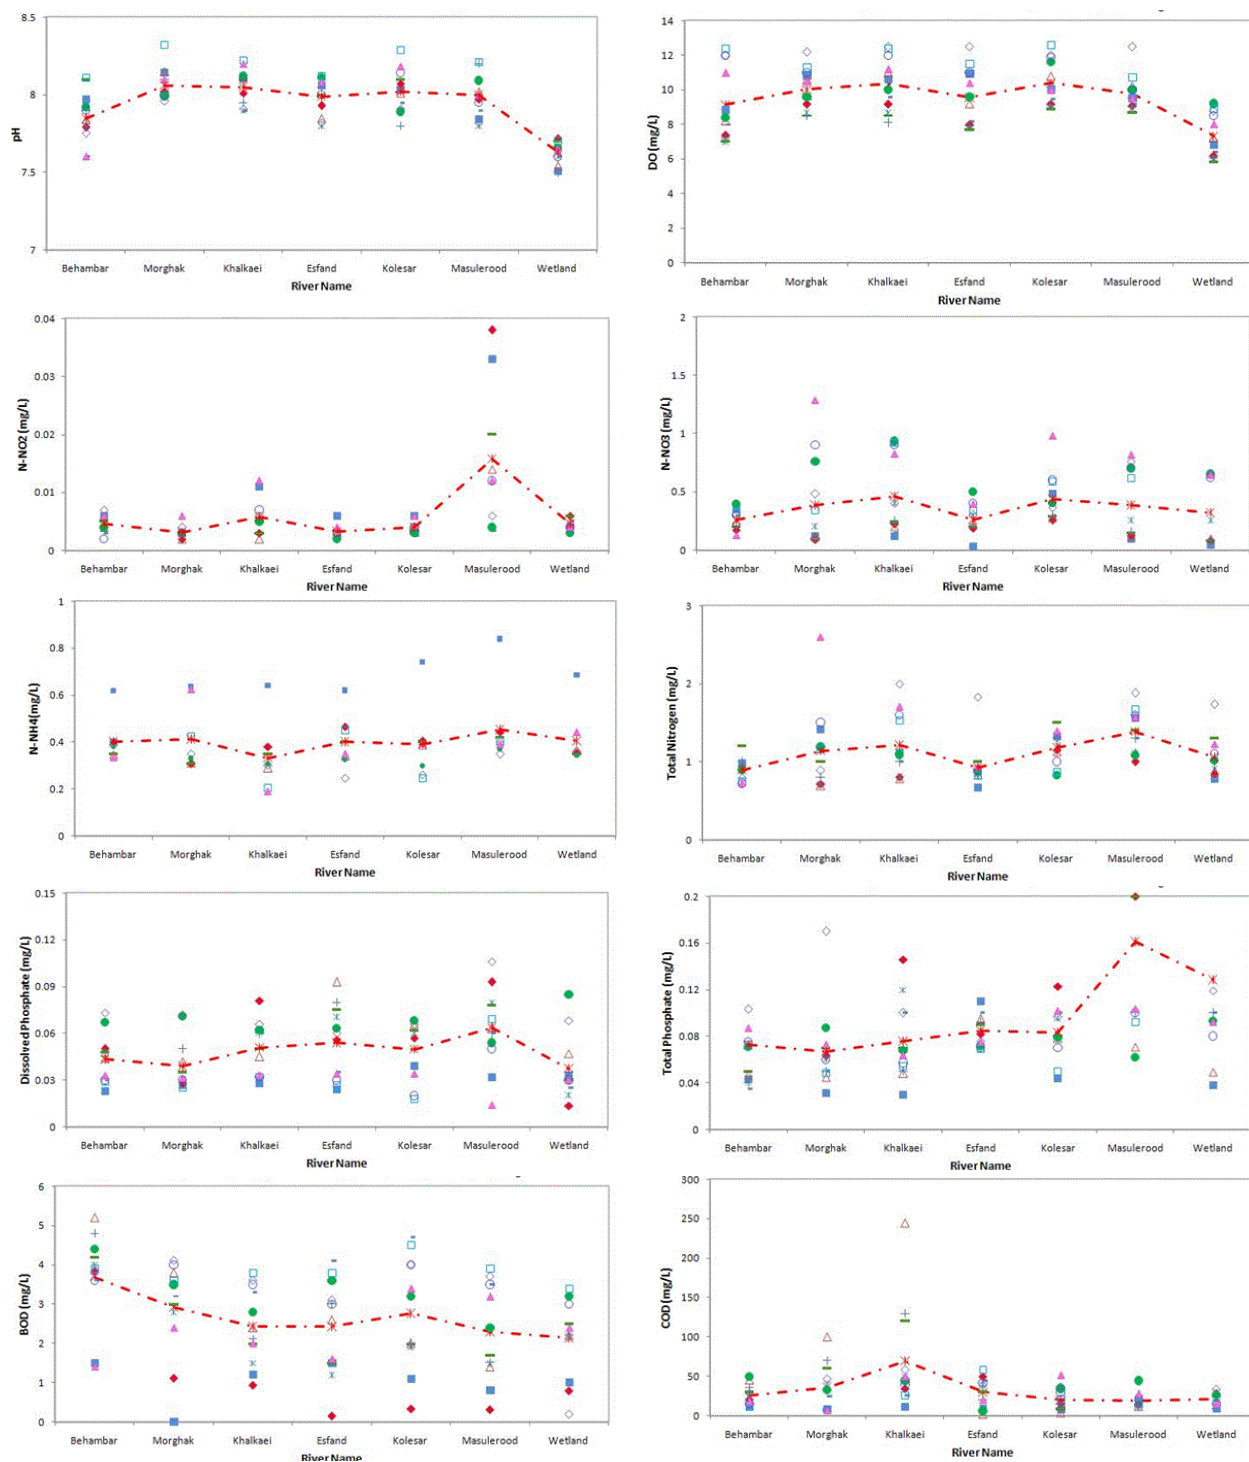 8.5
8
7.5
7
pH
Behambar Morghak Khalkaei Esfand Kolesar Masulerood Wetland
River Name
14
12
10
8
6
4
2
0
DO (mg/L)
Behambar Morghak Khalkaei Esfand Kolesar Masulerood Wetland
River Name
0.04
0.03
0.02
0.01
0
N-NO2 (mg/L)
Behambar Morghak Khalkaei Esfand Kolesar Masulerood Wetland
River Name
2
1.5
1
0.5
0
N-NO3 (mg/L)
Behambar Morghak Khalkaei Esfand Kolesar Masulerood Wetland
River Name
1
0.8
0.6
0.4
0.2
0
N-NH4(mg/L)
Behambar Morghak Khalkaei Esfand Kolesar Masulerood Wetland
River Name
3
2
1
0
Total Nitrogen (mg/L)
Behambar Morghak Khalkaei Esfand Kolesar Masulerood Wetland
River Name
0.15
0.12
0.09
0.06
0.03
0
Dissolved Phosphate (mg/L)
Behambar Morghak Khalkaei Esfand Kolesar Masulerood Wetland
River Name
0.2
0.16
0.12
0.08
0.04
0
Total Phosphate (mg/L)
Behambar Morghak Khalkaei Esfand Kolesar Masulerood Wetland
River Name
6
5
4
3
2
1
0
BOD (mg/L)
Behambar Morghak Khalkaei Esfand Kolesar Masulerood Wetland
River Name
300
250
200
150
100
50
0
COD (mg/L)
Behambar Morghak Khalkaei Esfand Kolesar Masulerood Wetland
River Name